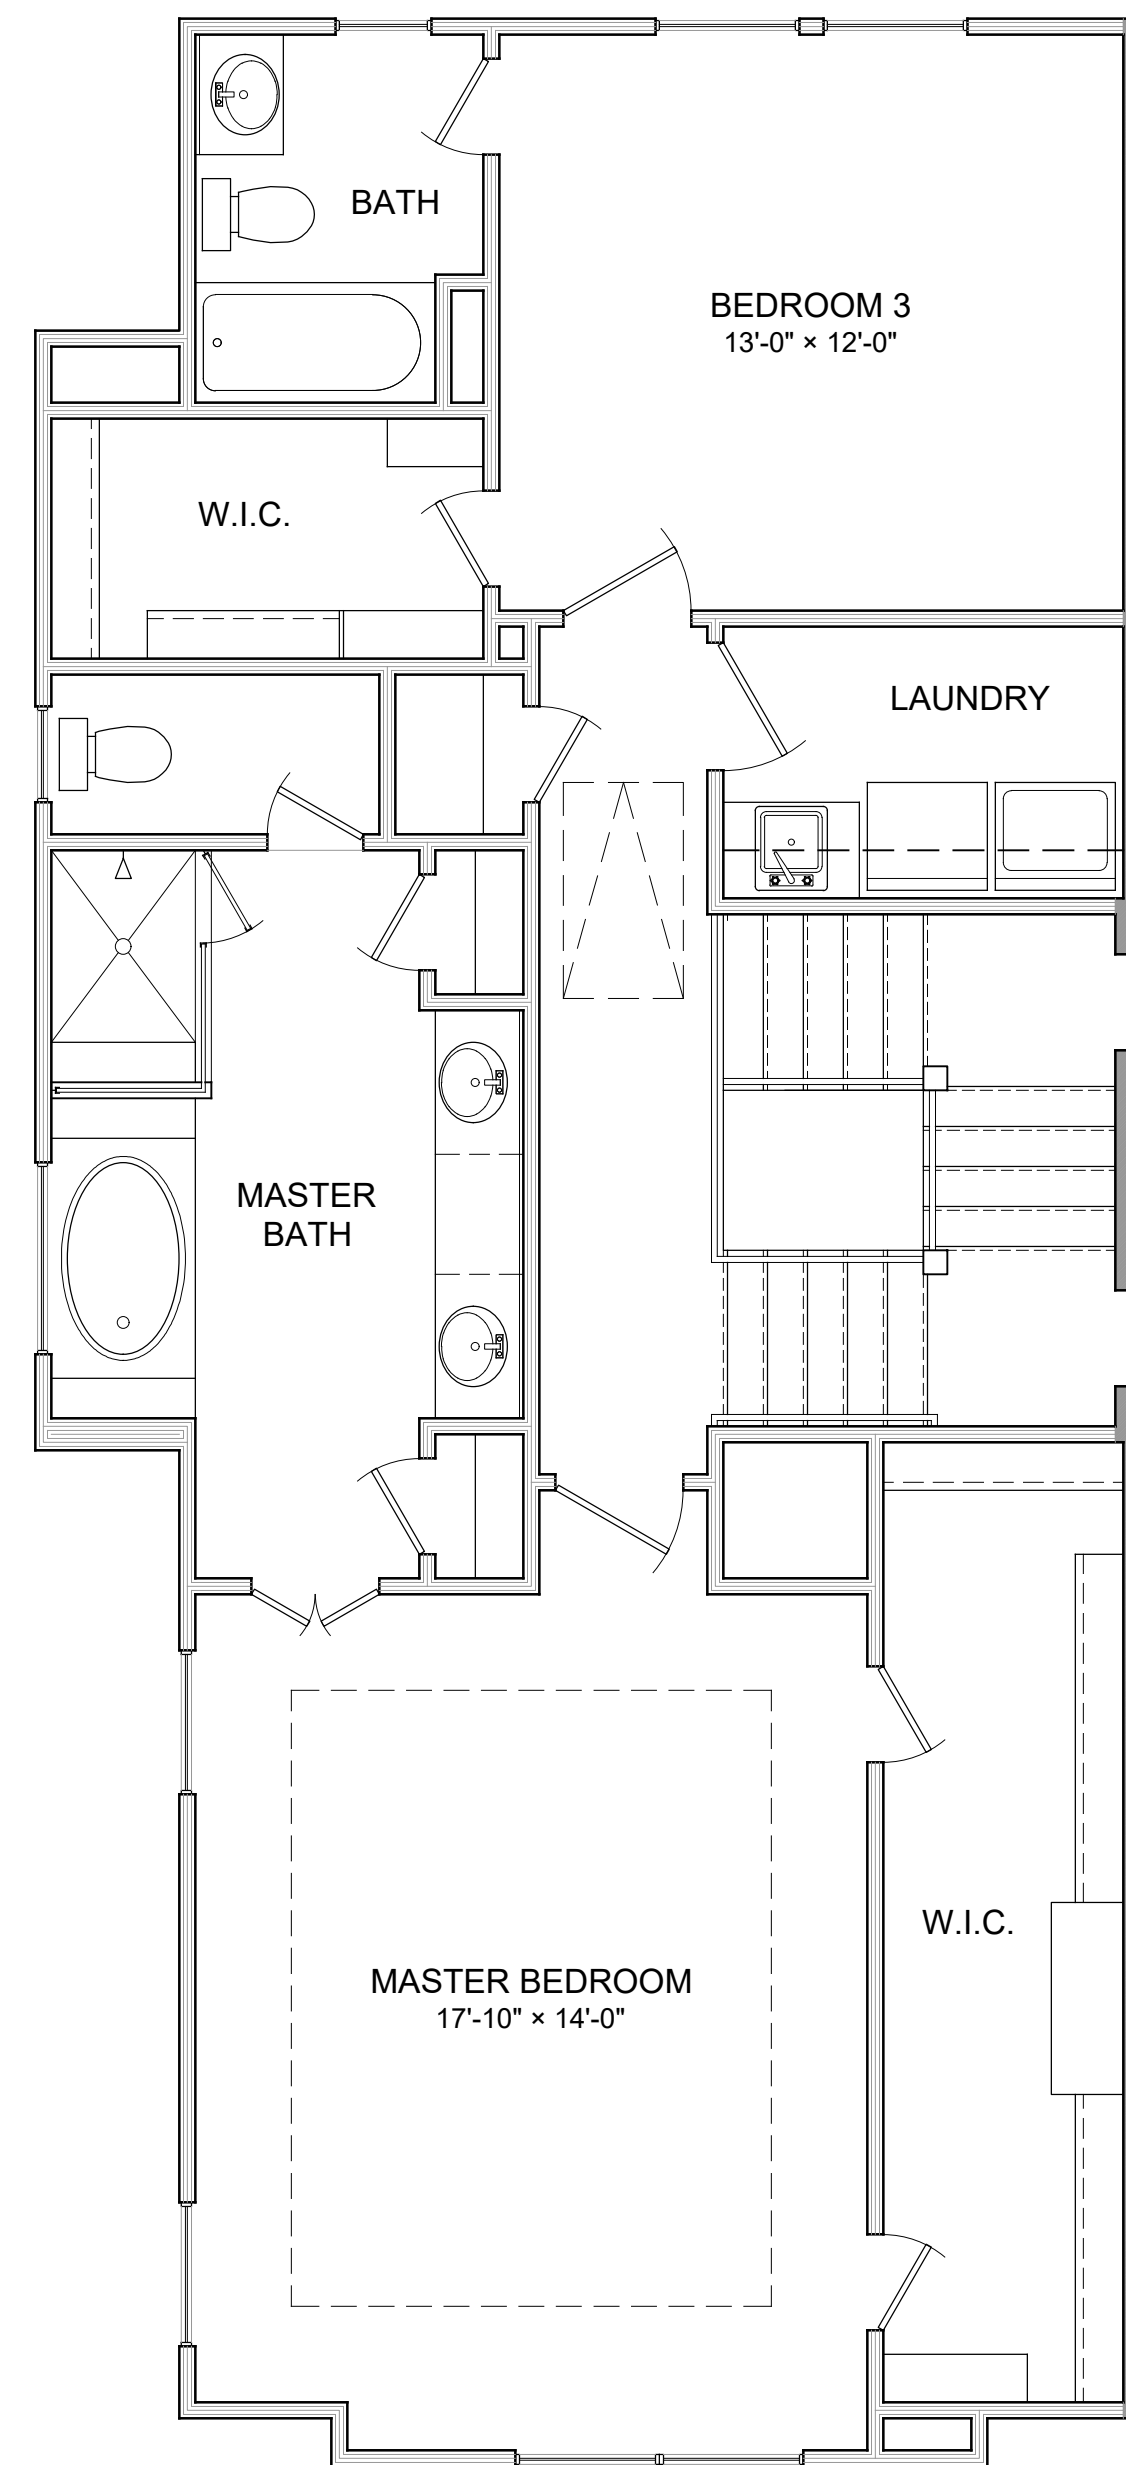 BATH
BEDROOM 3
13'-0" × 12'-0"
W.I.C.
LAUNDRY
MASTER
BATH
W.I.C.
MASTER BEDROOM
17'-10" × 14'-0"